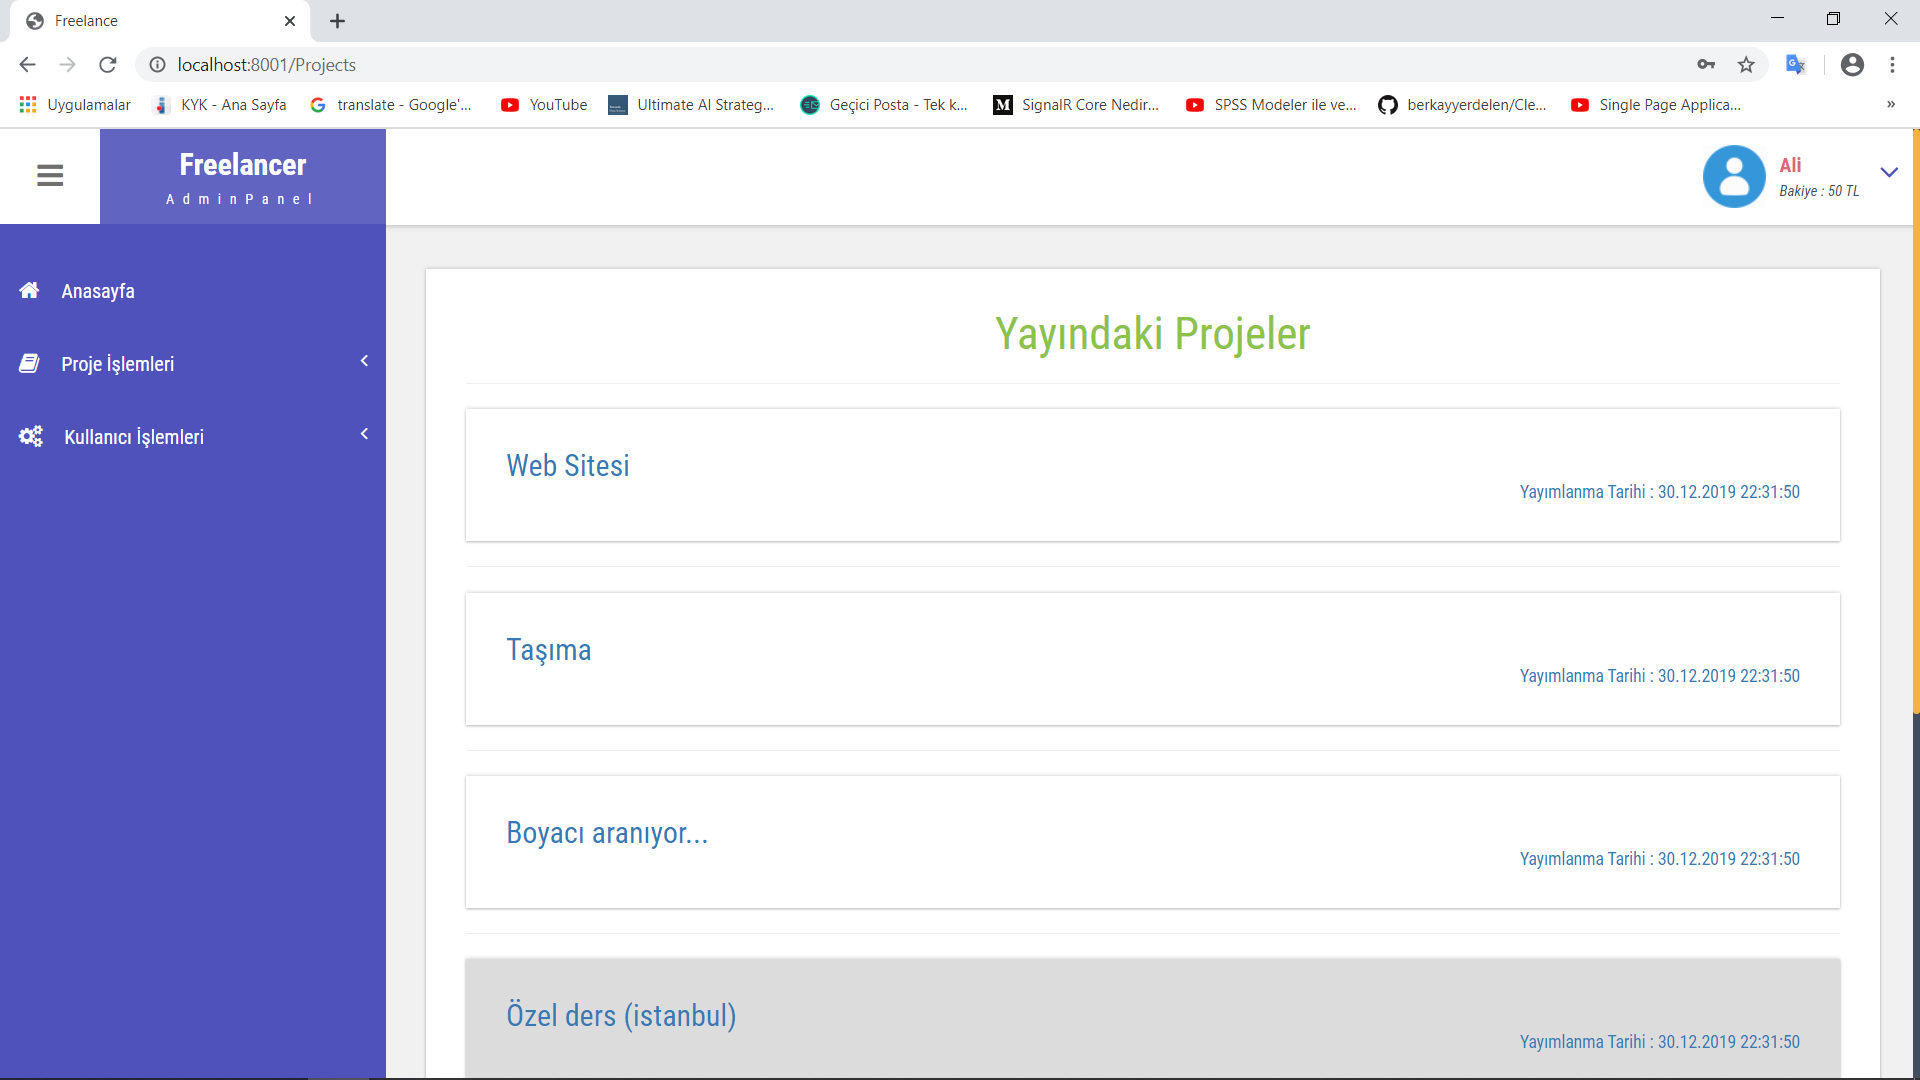 Freelance
localhost:8001/Projects
Uygulamalar KYK - Ana Sayfa translate - Google'... YouTube Ultimate AI Strateg... Geçici Posta - Tek k... SignalR Core Nedir... SPSS Modeler ile ve... berkayyerdelen/Cle... Single Page Applica... »
Freelancer
AdminPanel
Ali
Bakiye : 50 TL
Anasayfa
Proje İşlemleri
Kullanıcı İşlemleri
Yayındaki Projeler
Web Sitesi
Yayımlanma Tarihi : 30.12.2019 22:31:50
Taşıma
Yayımlanma Tarihi : 30.12.2019 22:31:50
Boyacı aranıyor...
Yayımlanma Tarihi : 30.12.2019 22:31:50
Özel ders (istanbul)
Yayımlanma Tarihi : 30.12.2019 22:31:50